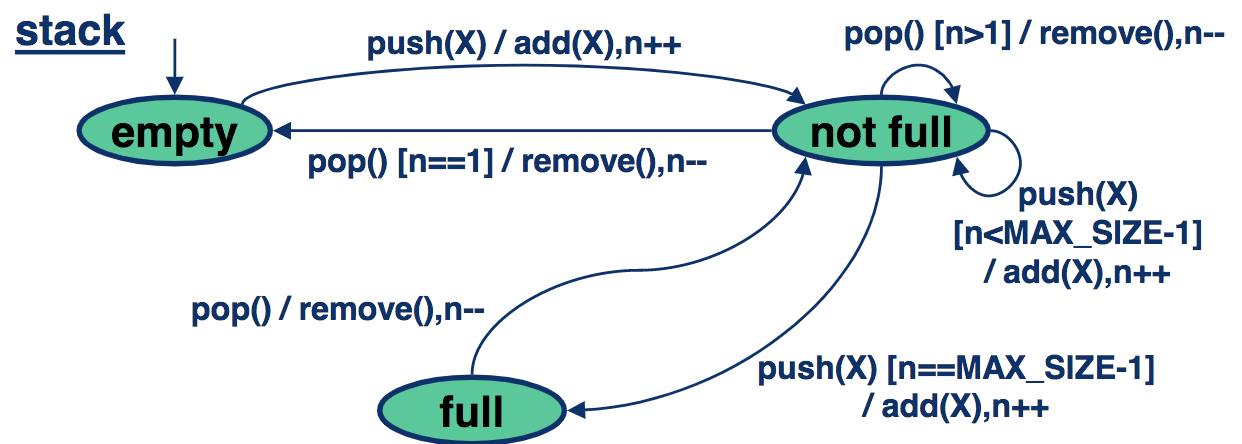 stack
push(X) / add(X),n++
pop() [n>1] / remove(),n--
empty
not full
pop() [n==1] / remove(),n--
push(X)
[n<MAX_SIZE-1]
/ add(X),n++
pop() / remove(),n--
push(X) [n==MAX_SIZE-1]
/ add(X),n++
full